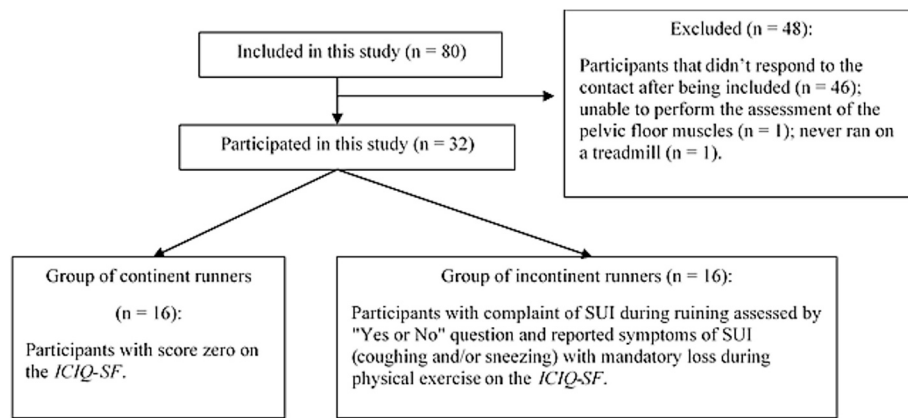 Included in this study (n = 80)
Excluded (n = 48):
Participants that didn't respond to the
contact after being included (n = 46);
unable to perform the assessment of the
pelvic floor muscles (n = 1); never ran on
a treadmill (n = 1).
Participated in this study (n = 32)
Group of continent runners
(n = 16):
Participants with score zero on
the ICIQ-SF.
Group of incontinent runners (n = 16):
Participants with complaint of SUI during ruining assessed by
"Yes or No" question and reported symptoms of SUI
(coughing and/or sneezing) with mandatory loss during
physical exercise on the ICIQ-SF.